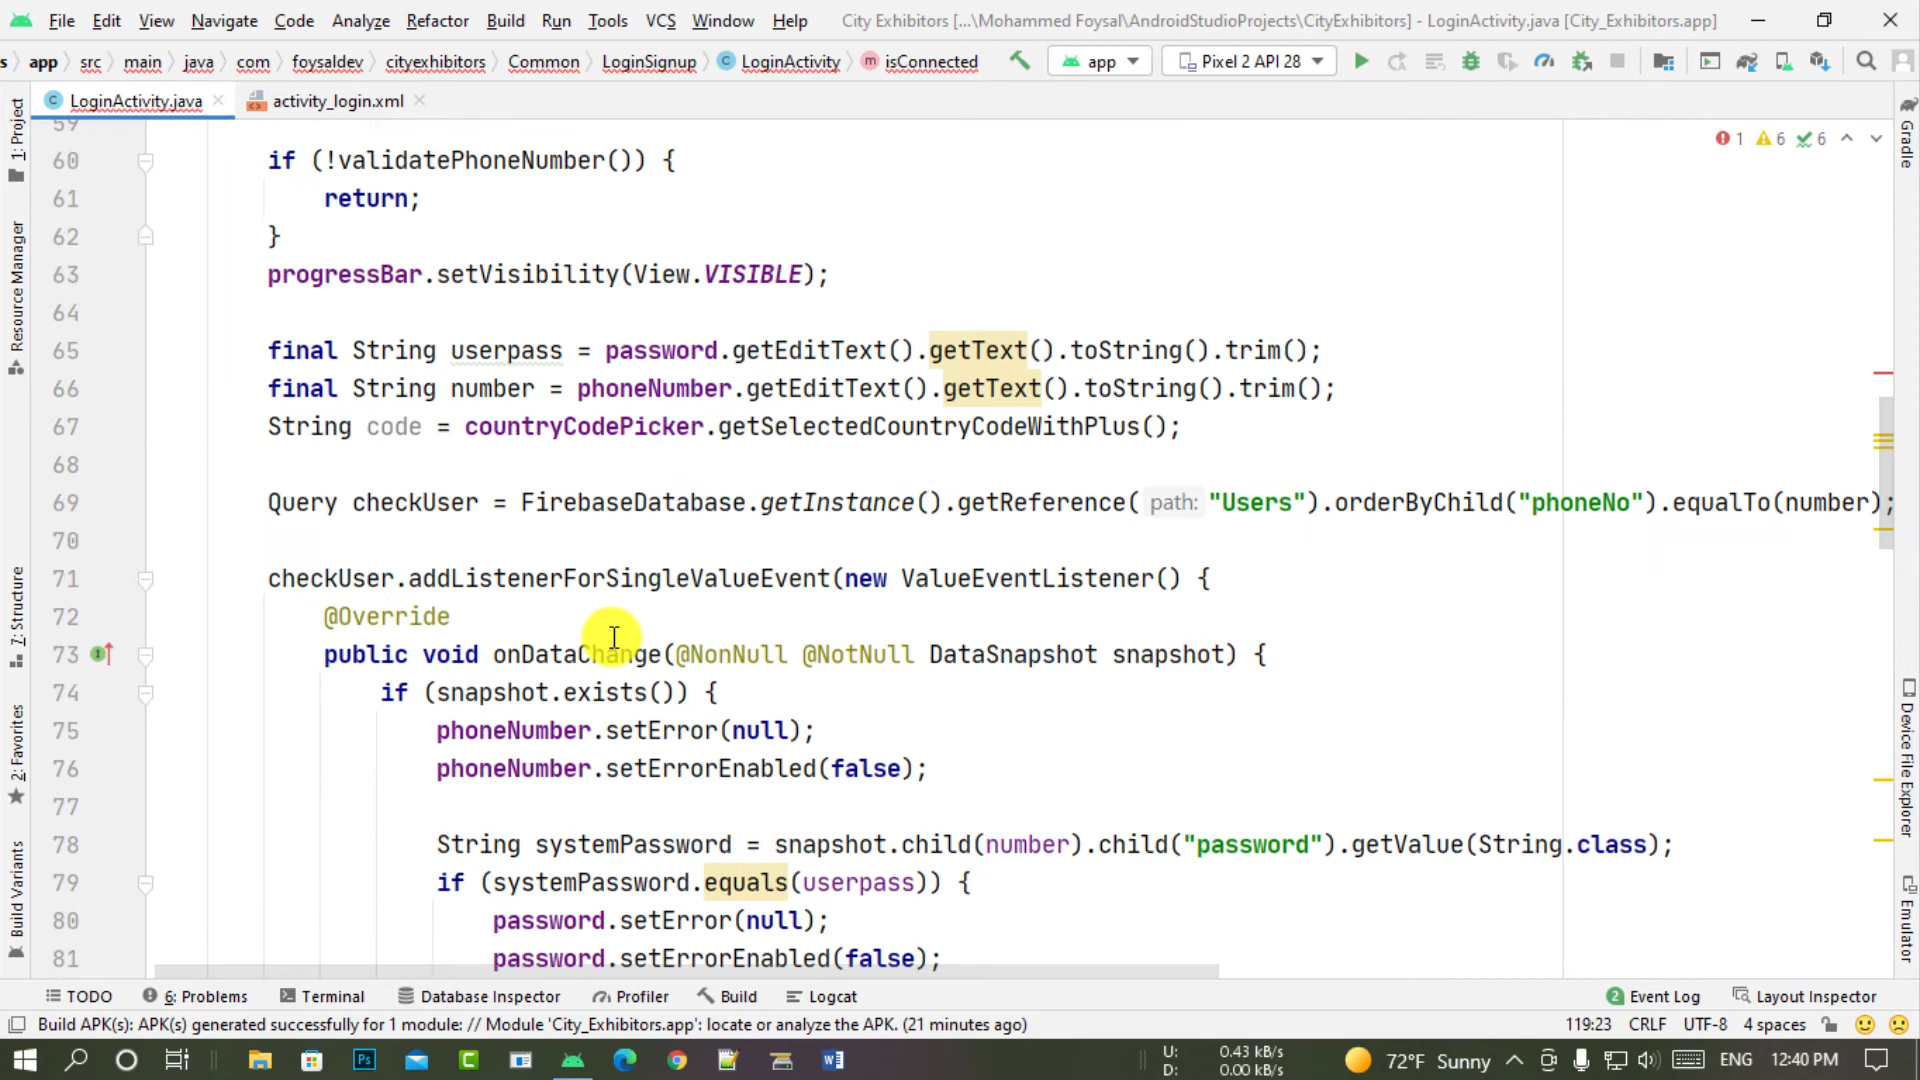 File Edit View Navigate Code Analyze Refactor Build Run Tools VCS Window Help City Exhibitors [...\Mohammed Foysal\AndroidStudioProjects\CityExhibitors] - LoginActivity.java [City_Exhibitors.app]
s app src main java com foysaldev cityexhibitors Common LoginSignup C LoginActivity m isConnected app Pixel 2 API 28
C LoginActivity.java activity_login.xml
59
60 if (!validatePhoneNumber()) { 1 6 6
61 return;
62 }
63 progressBar.setVisibility(View.VISIBLE);
64
65 final String userpass = password.getEditText().getText().toString().trim();
66 final String number = phoneNumber.getEditText().getText().toString().trim();
67 String code = countryCodePicker.getSelectedCountryCodeWithPlus();
68
69 Query checkUser = FirebaseDatabase.getInstance().getReference( path: "Users").orderByChild("phoneNo").equalTo(number);
70
71 checkUser.addListenerForSingleValueEvent(new ValueEventListener() {
72 @Override
73 public void onDataChange(@NonNull @NotNull DataSnapshot snapshot) {
74 if (snapshot.exists()) {
75 phoneNumber.setError(null);
76 phoneNumber.setErrorEnabled(false);
77
78 String systemPassword = snapshot.child(number).child("password").getValue(String.class);
79 if (systemPassword.equals(userpass)) {
80 password.setError(null);
81 password.setErrorEnabled(false);
1: Project
Resource Manager
7: Structure
2: Favorites
Build Variants
Gradle
Device File Explorer
Emulator
TODO 6: Problems Terminal Database Inspector Profiler Build Logcat 2 Event Log Layout Inspector
Build APK(s): APK(s) generated successfully for 1 module: // Module 'City_Exhibitors.app': locate or analyze the APK. (21 minutes ago) 119:23 CRLF UTF-8 4 spaces
Ps C W U: 0.43 kB/s
D: 0.00 kB/s
72°F Sunny ENG 12:40 PM